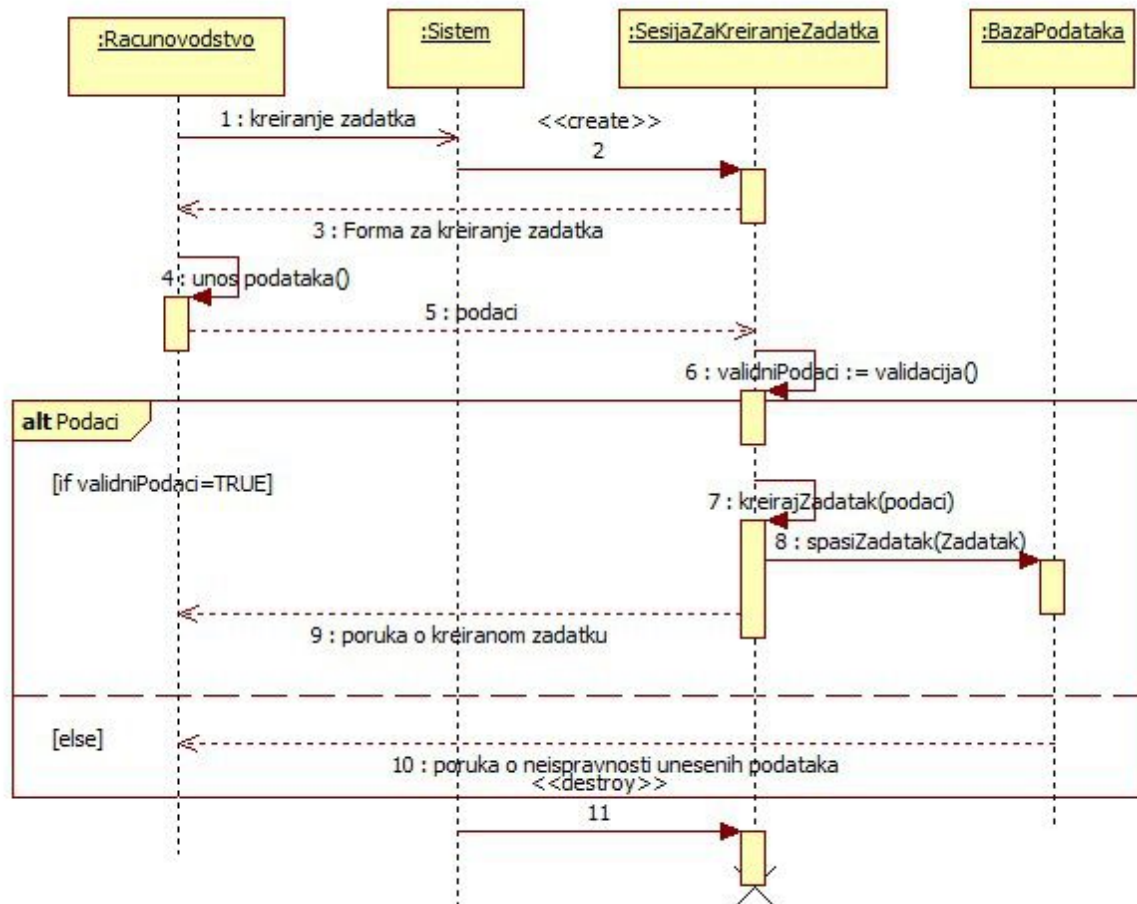 :Racunovodstvo
:Sistem
:SesijaZaKreiranjeZadatka
:BazaPodataka
1 : kreiranje zadatka
<<create>>
2
3 : Forma za kreiranje zadatka
4 : unos podataka()
5 : podaci
6 : validniPodaci := validacija()
alt Podaci
[if validniPodaci=TRUE]
7 : kreirajZadatak(podaci)
8 : spasiZadatak(Zadatak)
9 : poruka o kreiranom zadatku
[else]
10 : poruka o neispravnosti unesenih podataka
<<destroy>>
11